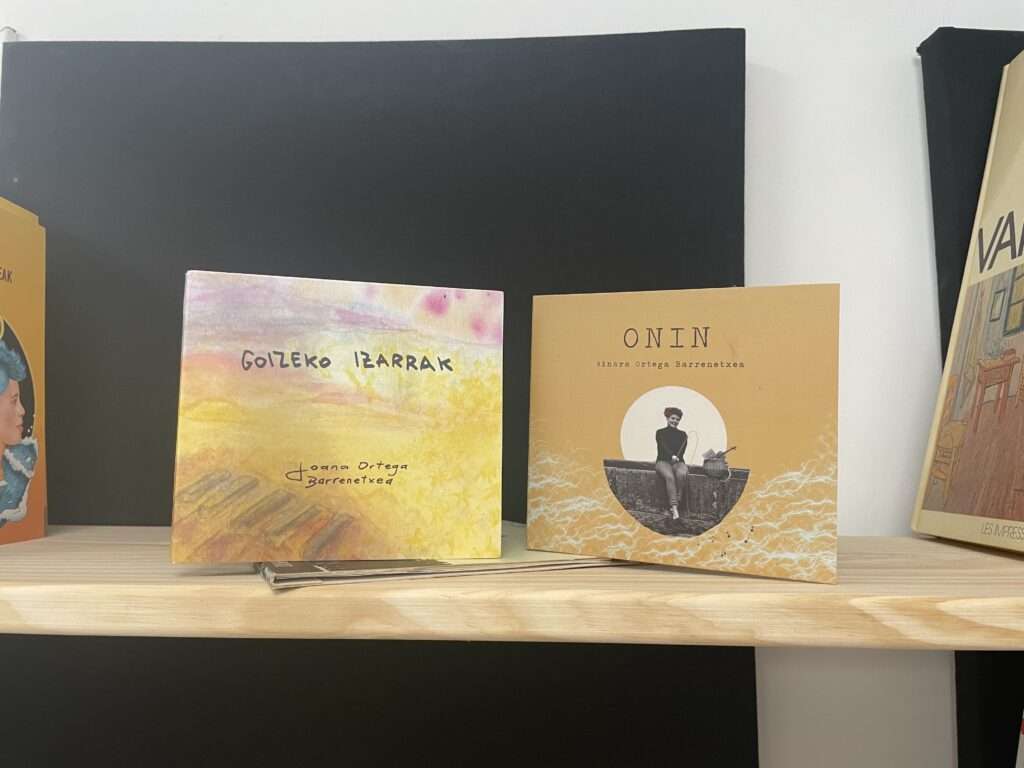 GOIZEKO IZARRAK
Joana Ortega
Barrenetxea
ONIN
Ainara Ortega Barrenetxea